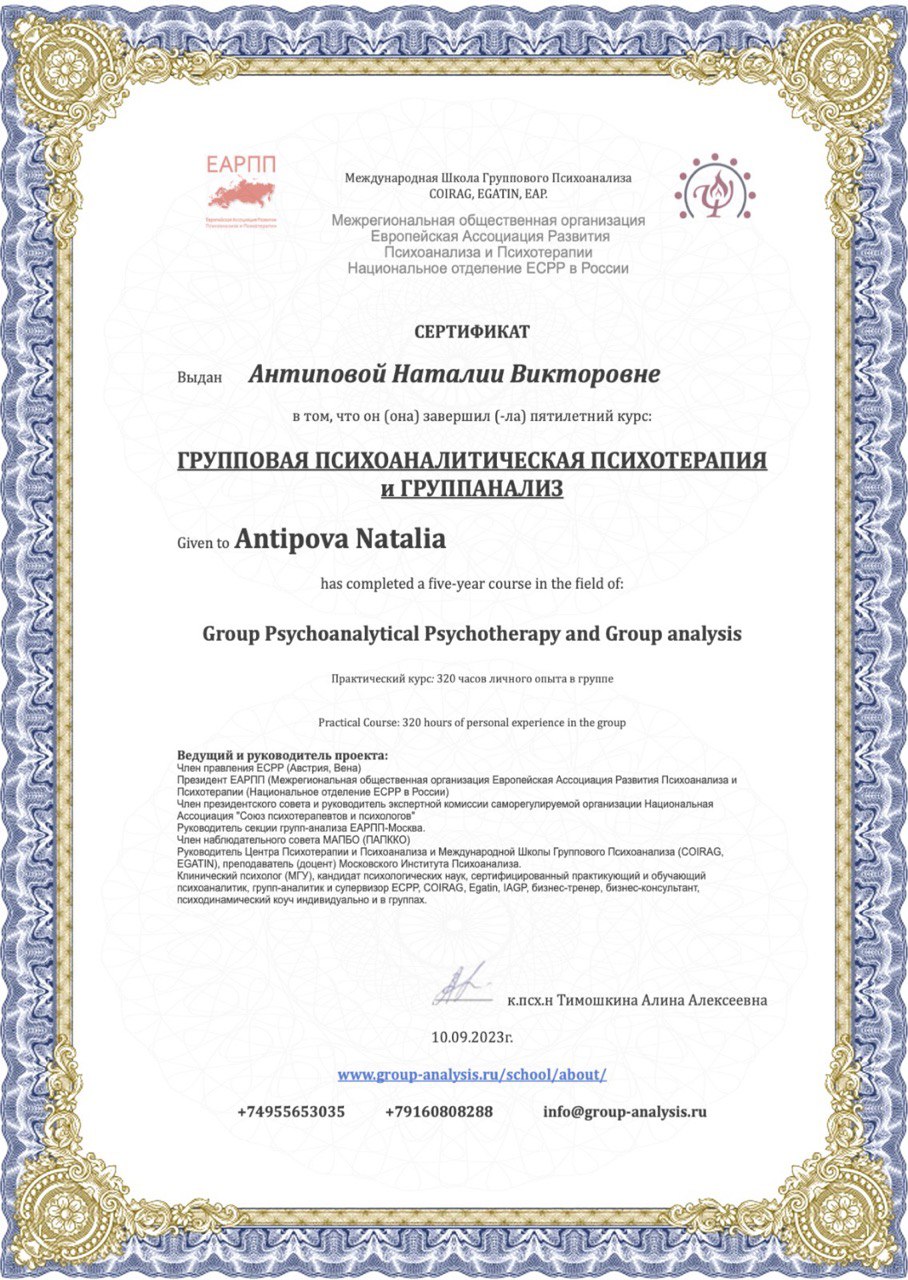 ЕАРПП
Европейская Ассоциация Развития
Психоанализа и Психотерапии
Международная Школа Группового Психоанализа
COIRAG, EGATIN, EAP.
Межрегиональная общественная организация
Европейская Ассоциация Развития
Психоанализа и Психотерапии
Национальное отделение ЕСРР в России
СЕРТИФИКАТ
Выдан Антиповой Наталии Викторовне
в том, что он (она) завершил (-ла) пятилетний курс:
ГРУППОВАЯ ПСИХОАНАЛИТИЧЕСКАЯ ПСИХОТЕРАПИЯ
и ГРУППАНАЛИЗ
Given to Antipova Natalia
has completed a five-year course in the field of:
Group Psychoanalytical Psychotherapy and Group analysis
Практический курс: 320 часов личного опыта в группе
Practical Course: 320 hours of personal experience in the group
Ведущий и руководитель проекта:
Член правления ЕСРР (Австрия, Вена)
Президент ЕАРПП (Межрегиональная общественная организация Европейская Ассоциация Развития Психоанализа и
Психотерапии (Национальное отделение ЕСРР в России)
Член президентского совета и руководитель экспертной комиссии саморегулируемой организации Национальная
Ассоциация "Союз психотерапевтов и психологов"
Руководитель секции групп-анализа ЕАРПП-Москва.
Член наблюдательного совета МАПБО (ПАПККО)
Руководитель Центра Психотерапии и Психоанализа и Международной Школы Группового Психоанализа (COIRAG,
EGATIN), преподаватель (доцент) Московского Института Психоанализа.
Клинический психолог (МГУ), кандидат психологических наук, сертифицированный практикующий и обучающий
психоаналитик, групп-аналитик и супервизор ЕСРР, COIRAG, Egatin, IAGP, бизнес-тренер, бизнес-консультант,
психодинамический коуч индивидуально и в группах.
к.псх.н Тимошкина Алина Алексеевна
10.09.2023г.
www.group-analysis.ru/school/about/
+74955653035 +79160808288 info@group-analysis.ru